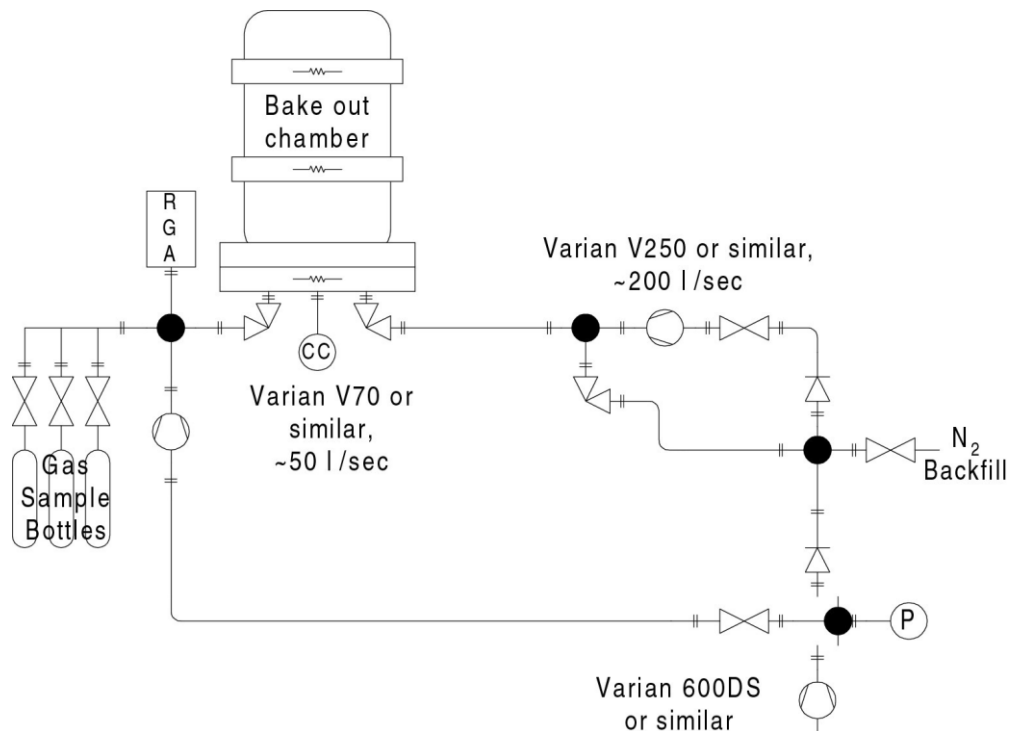 Bake out
chamber
R
G
A
Varian V250 or similar,
~200 l/sec
CC
Varian V70 or
similar,
~50 l/sec
N₂
Backfill
Gas
Sample
Bottles
P
Varian 600DS
or similar